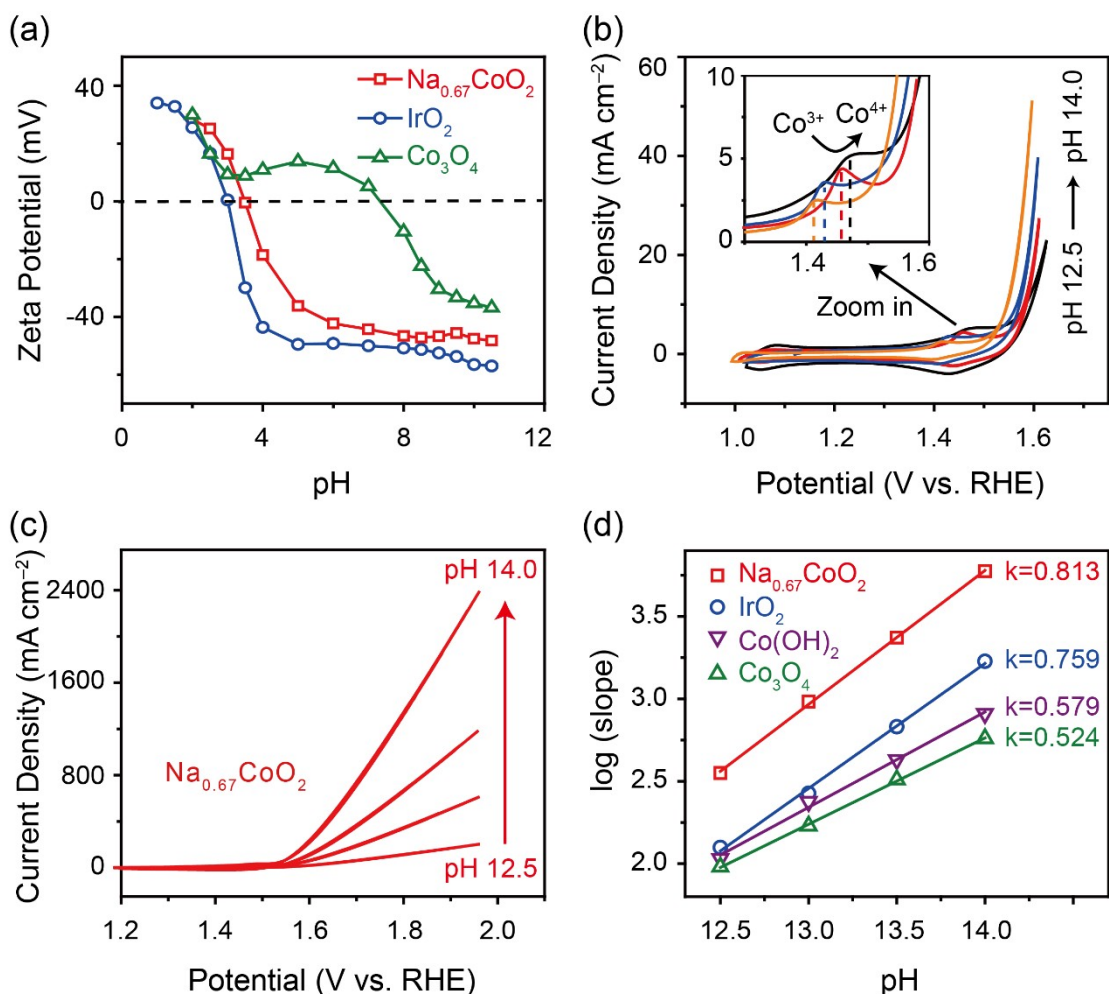 (a)
Zeta Potential (mV)
40
0
-40
-80
0
4
8
12
pH
Na₀.₆₇CoO₂
IrO₂
Co₃O₄
(b)
Current Density (mA cm⁻²)
60
40
20
0
1.0
1.2
1.4
1.6
Potential (V vs. RHE)
10
5
0
1.4
1.6
Co³⁺ Co⁴⁺
Zoom in
pH 12.5 → pH 14.0
(c)
Current Density (mA cm⁻²)
2400
1600
800
0
1.2
1.4
1.6
1.8
2.0
Potential (V vs. RHE)
Na₀.₆₇CoO₂
pH 14.0
pH 12.5
(d)
log (slope)
3.5
3.0
2.5
2.0
12.5
13.0
13.5
14.0
pH
Na₀.₆₇CoO₂
IrO₂
Co(OH)₂
Co₃O₄
k=0.813
k=0.759
k=0.579
k=0.524